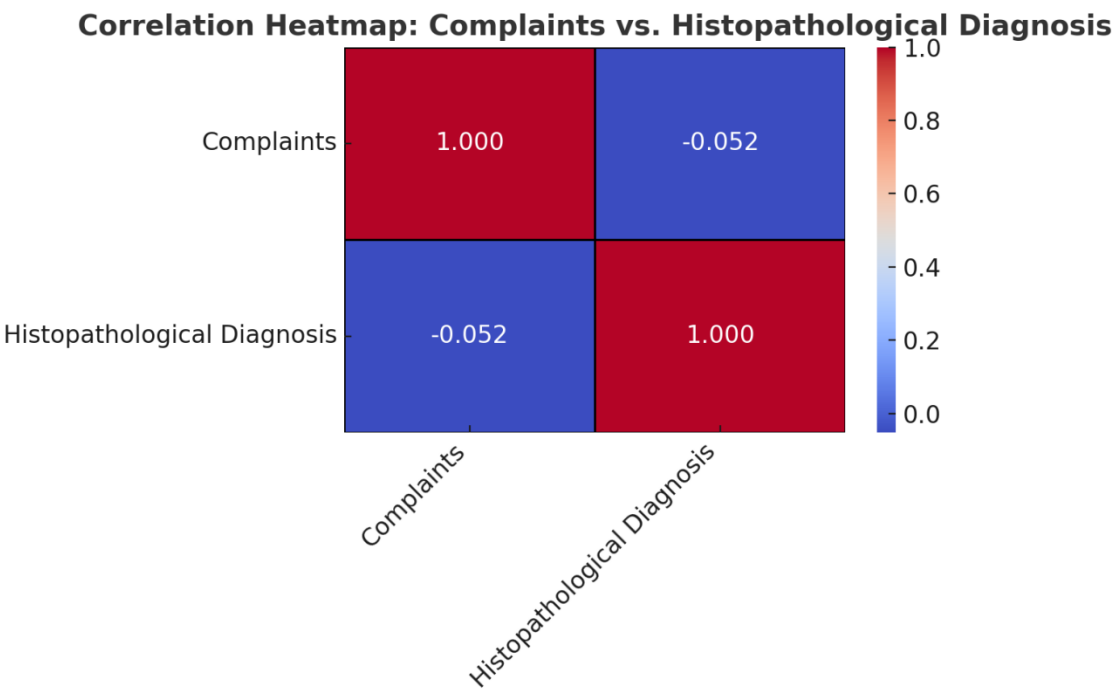 Correlation Heatmap: Complaints vs. Histopathological Diagnosis
Complaints
1.000
-0.052
Histopathological Diagnosis
-0.052
1.000
Complaints
Histopathological Diagnosis
1.0
0.8
0.6
0.4
0.2
0.0